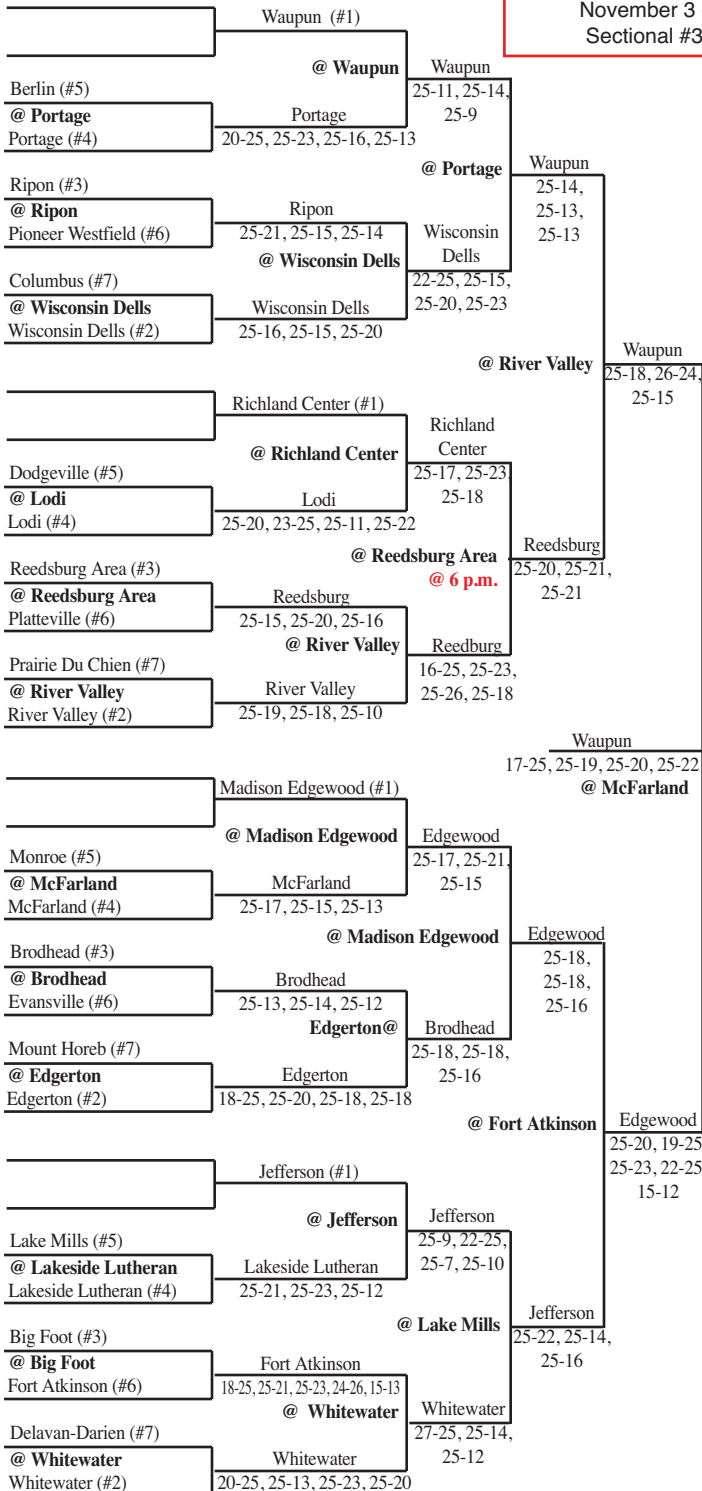 November 3
Sectional #3
Waupun (#1)
@ Waupun
Waupun
25-11, 25-14,
25-9
Berlin (#5)
@ Portage
Portage (#4)
Portage
20-25, 25-23, 25-16, 25-13
@ Portage
Waupun
25-14,
25-13,
25-13
Ripon (#3)
@ Ripon
Pioneer Westfield (#6)
Ripon
25-21, 25-15, 25-14
@ Wisconsin Dells
Wisconsin
Dells
22-25, 25-15,
25-20, 25-23
Columbus (#7)
@ Wisconsin Dells
Wisconsin Dells (#2)
Wisconsin Dells
25-16, 25-15, 25-20
@ River Valley
Waupun
25-18, 26-24,
25-15
Richland Center (#1)
@ Richland Center
Richland
Center
25-17, 25-23,
25-18
Dodgeville (#5)
@ Lodi
Lodi (#4)
Lodi
25-20, 23-25, 25-11, 25-22
@ Reedsburg Area
@ 6 p.m.
Reedsburg
25-20, 25-21,
25-21
Reedsburg Area (#3)
@ Reedsburg Area
Platteville (#6)
Reedsburg
25-15, 25-20, 25-16
@ River Valley
Reedburg
16-25, 25-23,
25-26, 25-18
Prairie Du Chien (#7)
@ River Valley
River Valley (#2)
River Valley
25-19, 25-18, 25-10
Waupun
17-25, 25-19, 25-20, 25-22
@ McFarland
Madison Edgewood (#1)
@ Madison Edgewood
Edgewood
25-17, 25-21,
25-15
Monroe (#5)
@ McFarland
McFarland (#4)
McFarland
25-17, 25-15, 25-13
@ Madison Edgewood
Edgewood
25-18,
25-18,
25-16
Brodhead (#3)
@ Brodhead
Evansville (#6)
Brodhead
25-13, 25-14, 25-12
Edgerton@
Brodhead
25-18, 25-18,
25-16
Mount Horeb (#7)
@ Edgerton
Edgerton (#2)
Edgerton
18-25, 25-20, 25-18, 25-18
@ Fort Atkinson
Edgewood
25-20, 19-25
25-23, 22-25
15-12
Jefferson (#1)
@ Jefferson
Jefferson
25-9, 22-25,
25-7, 25-10
Lake Mills (#5)
@ Lakeside Lutheran
Lakeside Lutheran (#4)
Lakeside Lutheran
25-21, 25-23, 25-12
@ Lake Mills
Jefferson
25-22, 25-14,
25-16
Big Foot (#3)
@ Big Foot
Fort Atkinson (#6)
Fort Atkinson
18-25, 25-21, 25-23, 24-26, 15-13
@ Whitewater
Whitewater
27-25, 25-14,
25-12
Delavan-Darien (#7)
@ Whitewater
Whitewater (#2)
Whitewater
20-25, 25-13, 25-23, 25-20